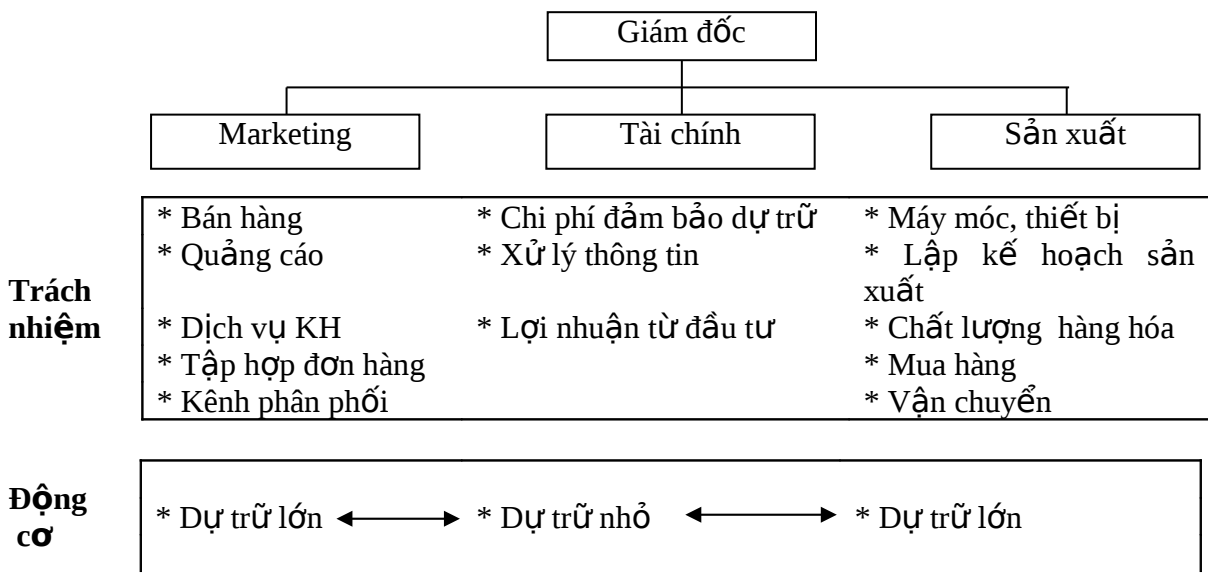 Giám đốc
Marketing
Tài chính
Sản xuất
Trách
nhiệm
* Bán hàng
* Quảng cáo
* Dịch vụ KH
* Tập hợp đơn hàng
* Kênh phân phối
* Chi phí đảm bảo dự trữ
* Xử lý thông tin
* Lợi nhuận từ đầu tư
* Máy móc, thiết bị
* Lập kế hoạch sản
xuất
* Chất lượng hàng hóa
* Mua hàng
* Vận chuyển
Động
cơ
* Dự trữ lớn
* Dự trữ nhỏ
* Dự trữ lớn